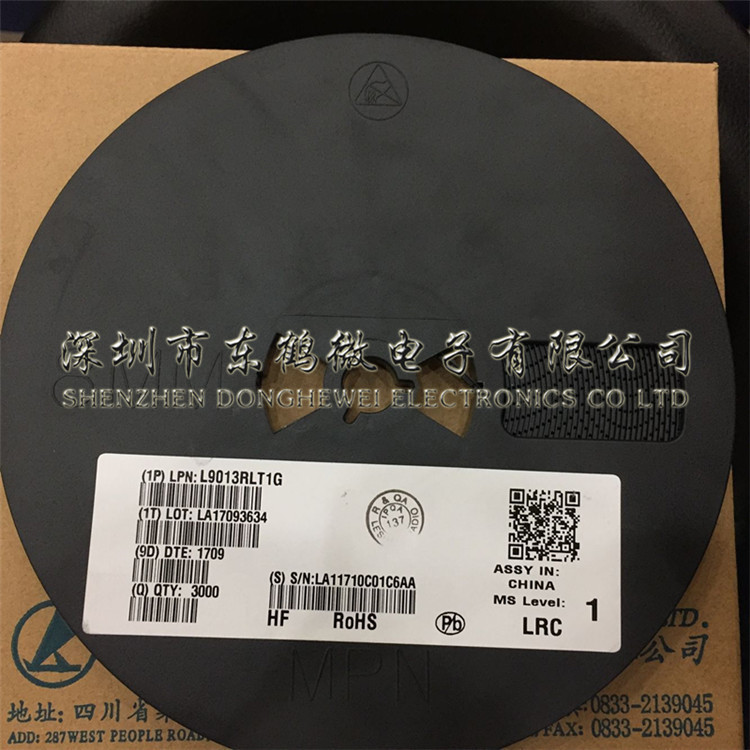 深圳市东鹤微电子有限公司
SHENZHEN DONGHEWEI ELECTRONICS CO LTD
(1P) LPN: L9013RLT1G
(1T) LOT: LA17093634
(9D) DTE: 1709
(Q) QTY: 3000
(S) S/N:LA11710C01C6AA
HF RoHS
Pb
R & QA
IPQA
137
ASSY IN:
CHINA
MS Level: 1
LRC
MPN
LTD.
公司
地址: 四川省
0833-2139045
ADD: 287WEST PEOPLE ROAD
FAX: 0833-2139045